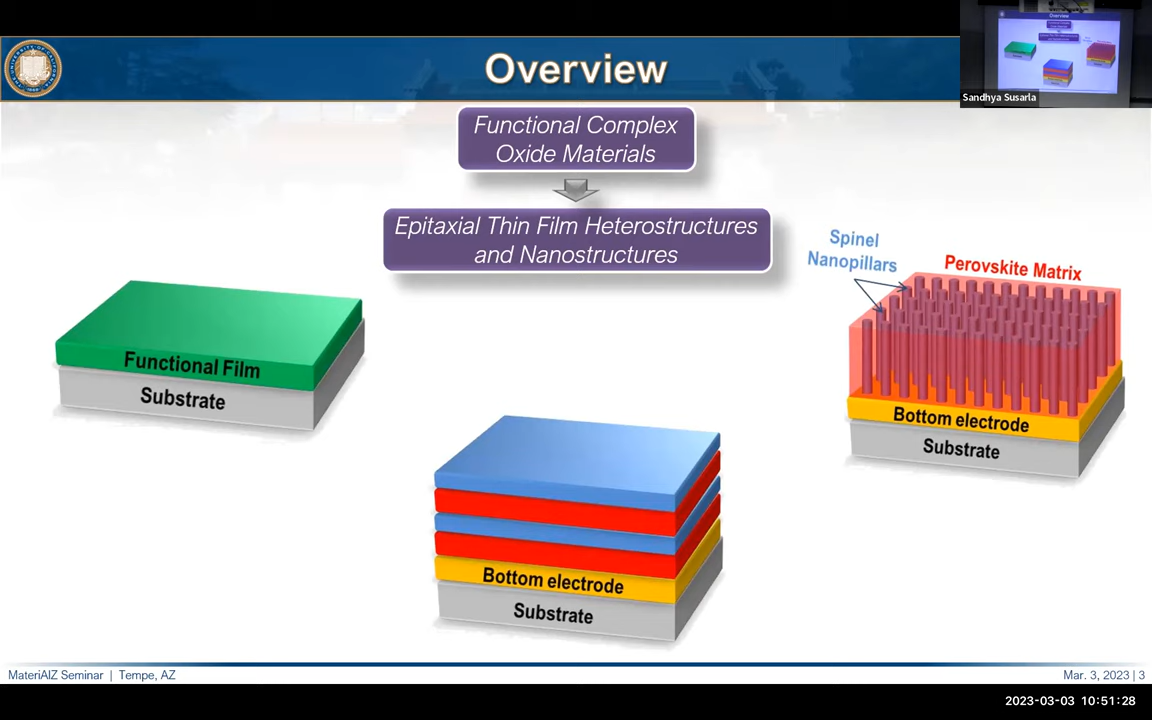 Overview
Sandhya Susarla
Functional Complex
Oxide Materials
Epitaxial Thin Film Heterostructures
and Nanostructures
Spinel
Nanopillars
Perovskite Matrix
Functional Film
Substrate
Bottom electrode
Substrate
Bottom electrode
Substrate
MateriAlZ Seminar | Tempe, AZ
Mar. 3, 2023 | 3
2023-03-03 10:51:28